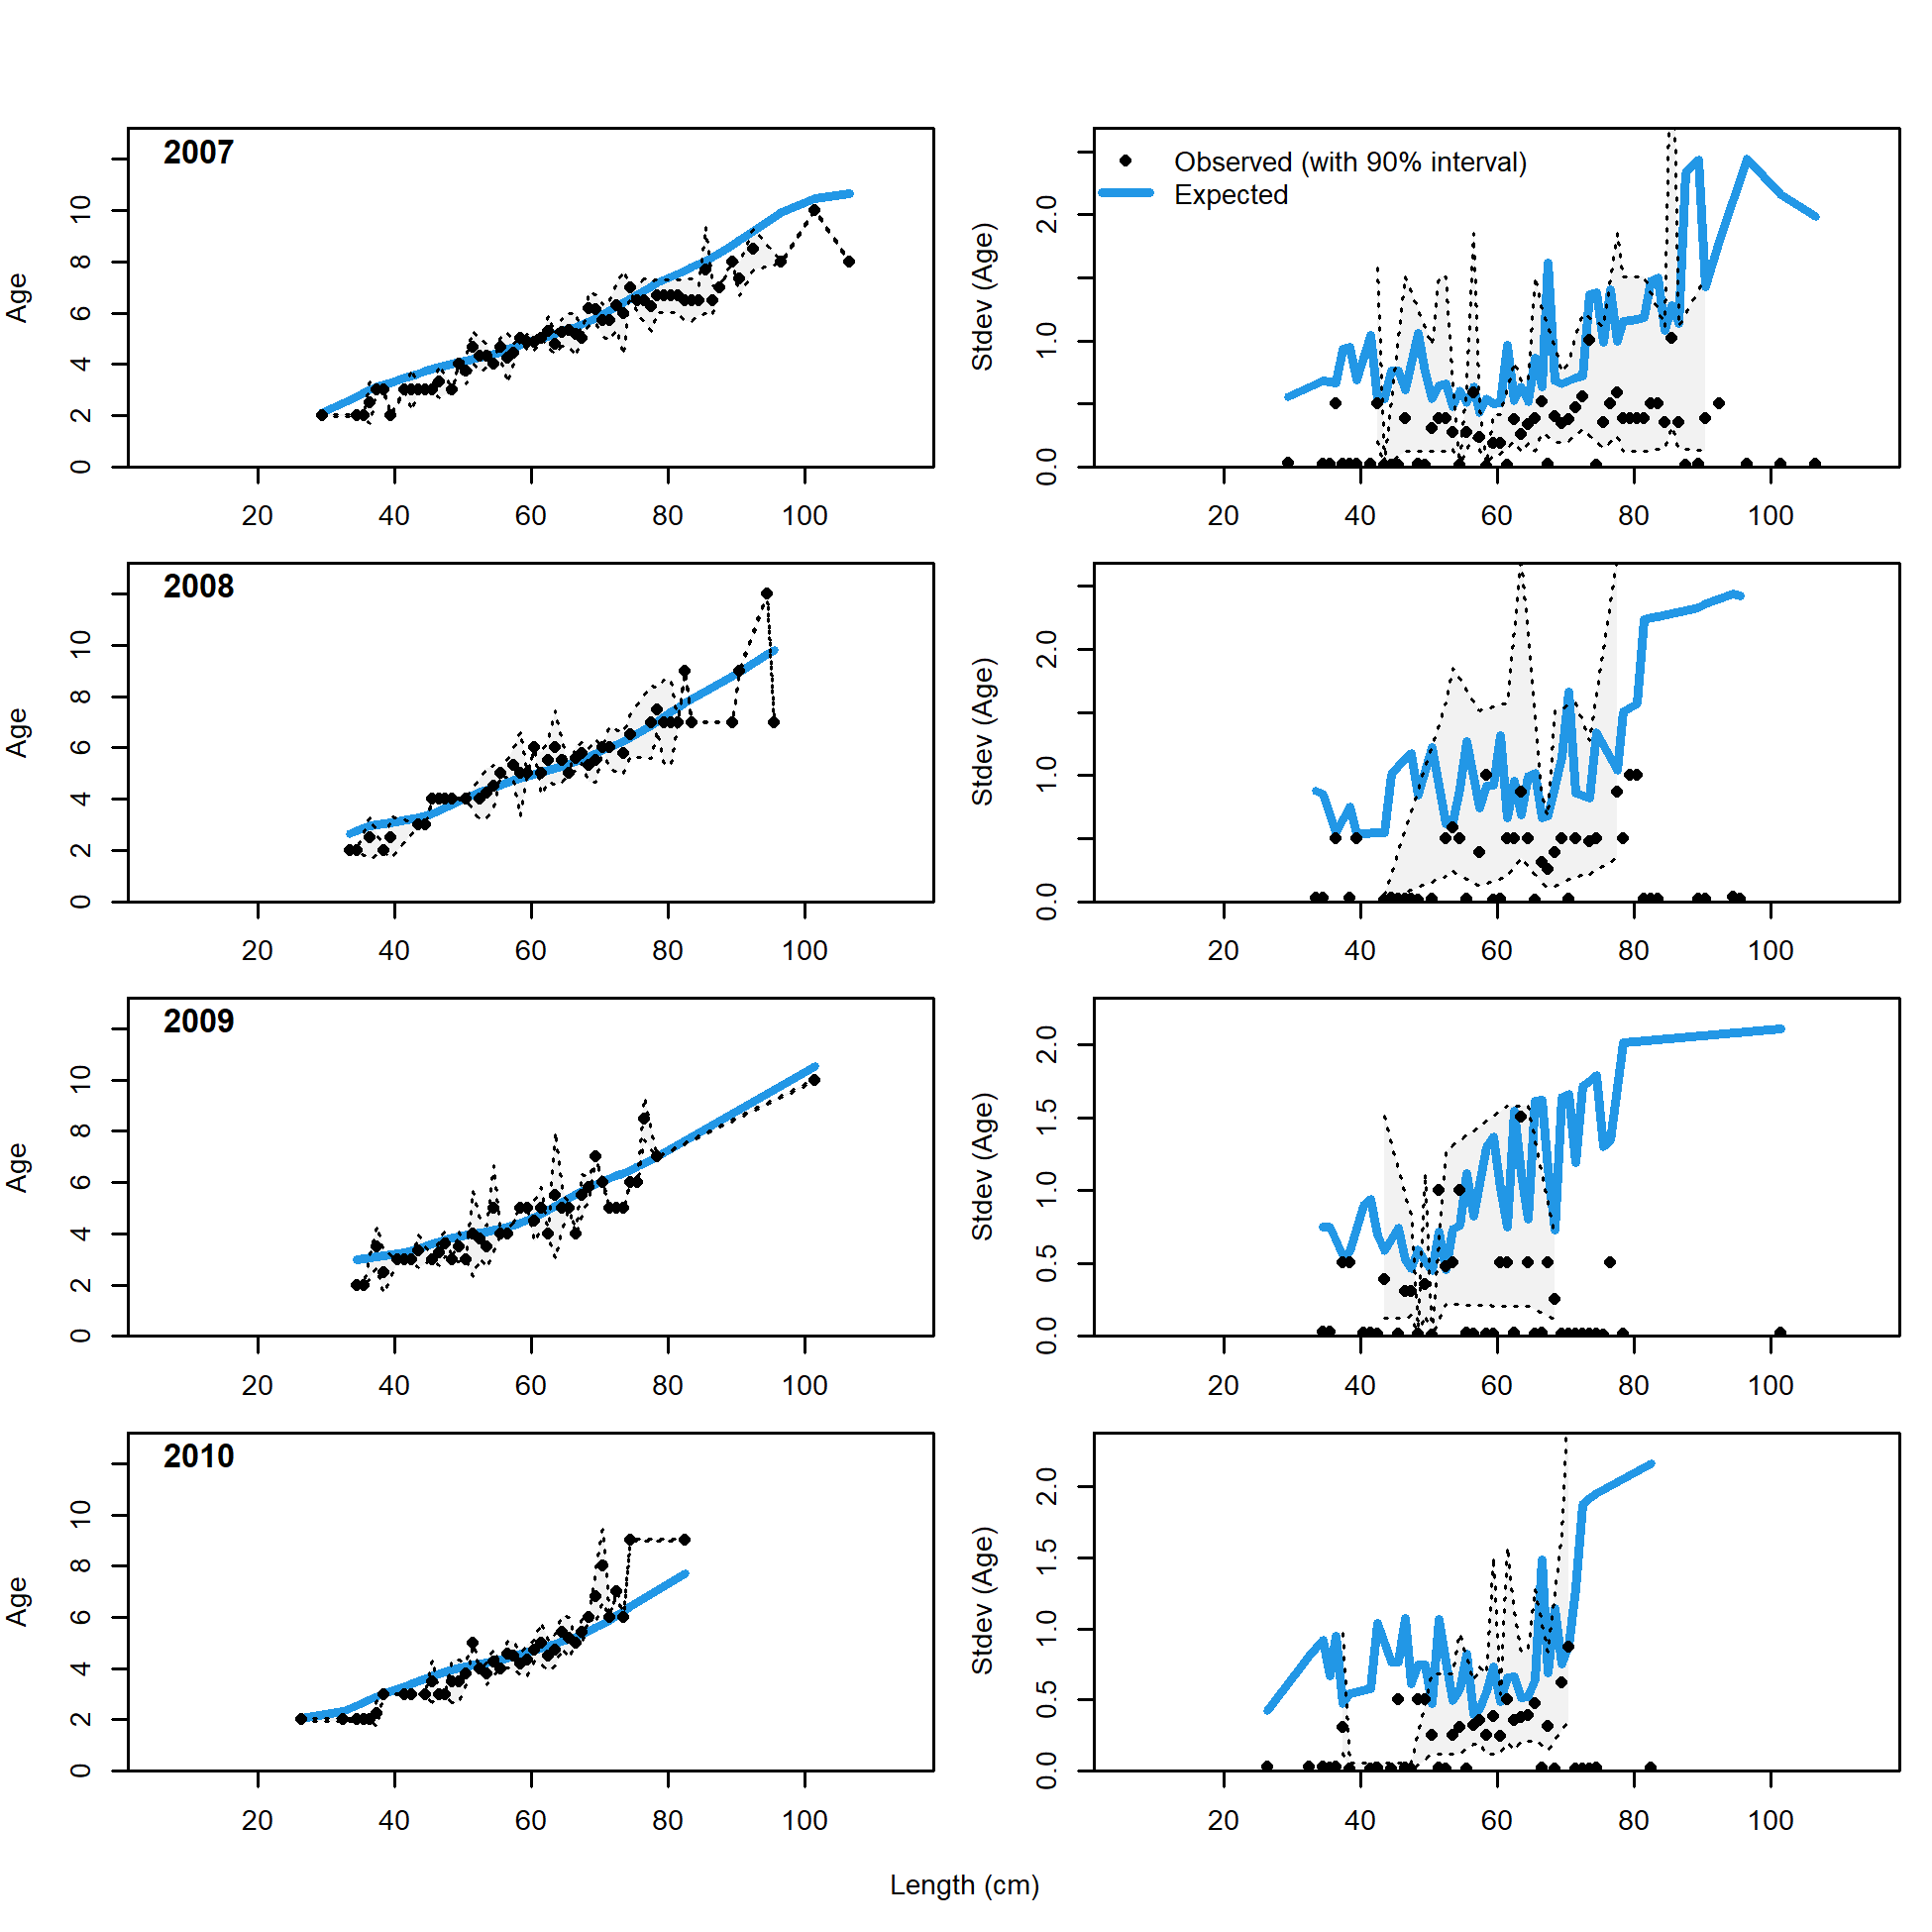 2007
Age
0 2 4 6 8 10
20 40 60 80 100
Observed (with 90% interval)
Expected
Stdev (Age)
0.0 1.0 2.0
20 40 60 80 100
2008
Age
0 2 4 6 8 10
20 40 60 80 100
Stdev (Age)
0.0 1.0 2.0
20 40 60 80 100
2009
Age
0 2 4 6 8 10
20 40 60 80 100
Stdev (Age)
0.0 0.5 1.0 1.5 2.0
20 40 60 80 100
2010
Age
0 2 4 6 8 10
20 40 60 80 100
Stdev (Age)
0.0 0.5 1.0 1.5 2.0
20 40 60 80 100
Length (cm)